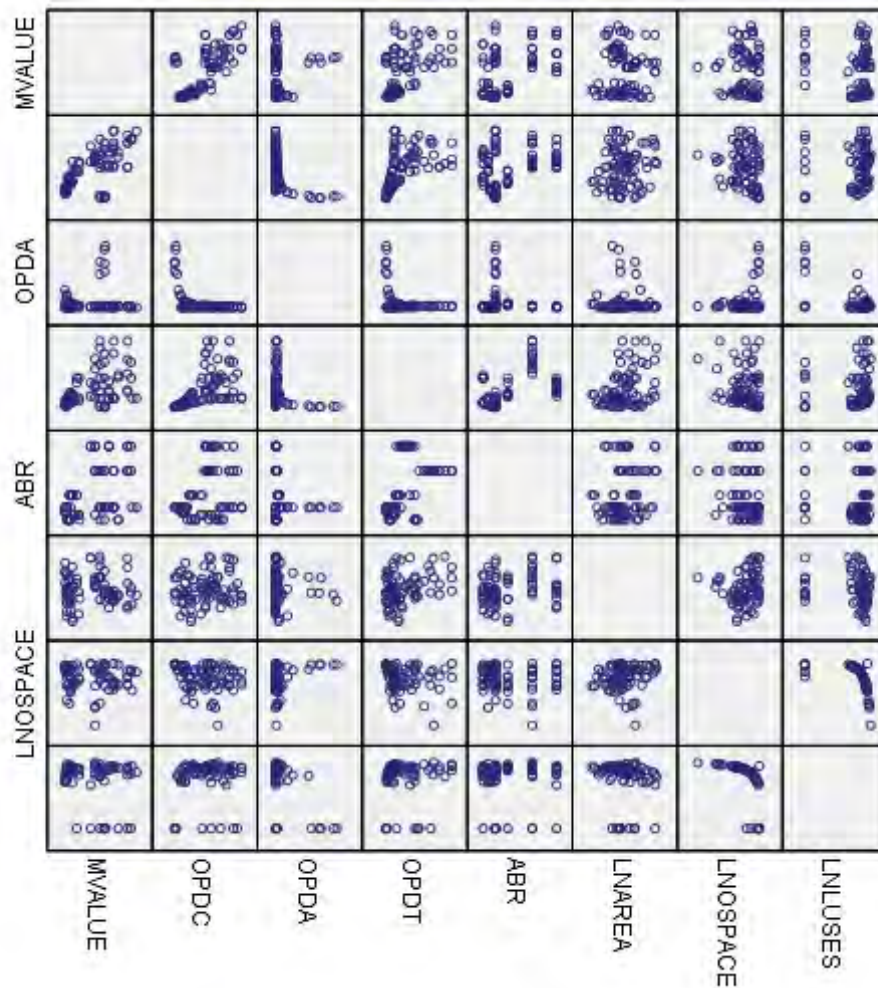 MVALUE
OPDA
ABR
LNOSPACE
MVALUE
OPDC
OPDA
OPDT
ABR
LNAREA
LNOSPACE
LNLUSES